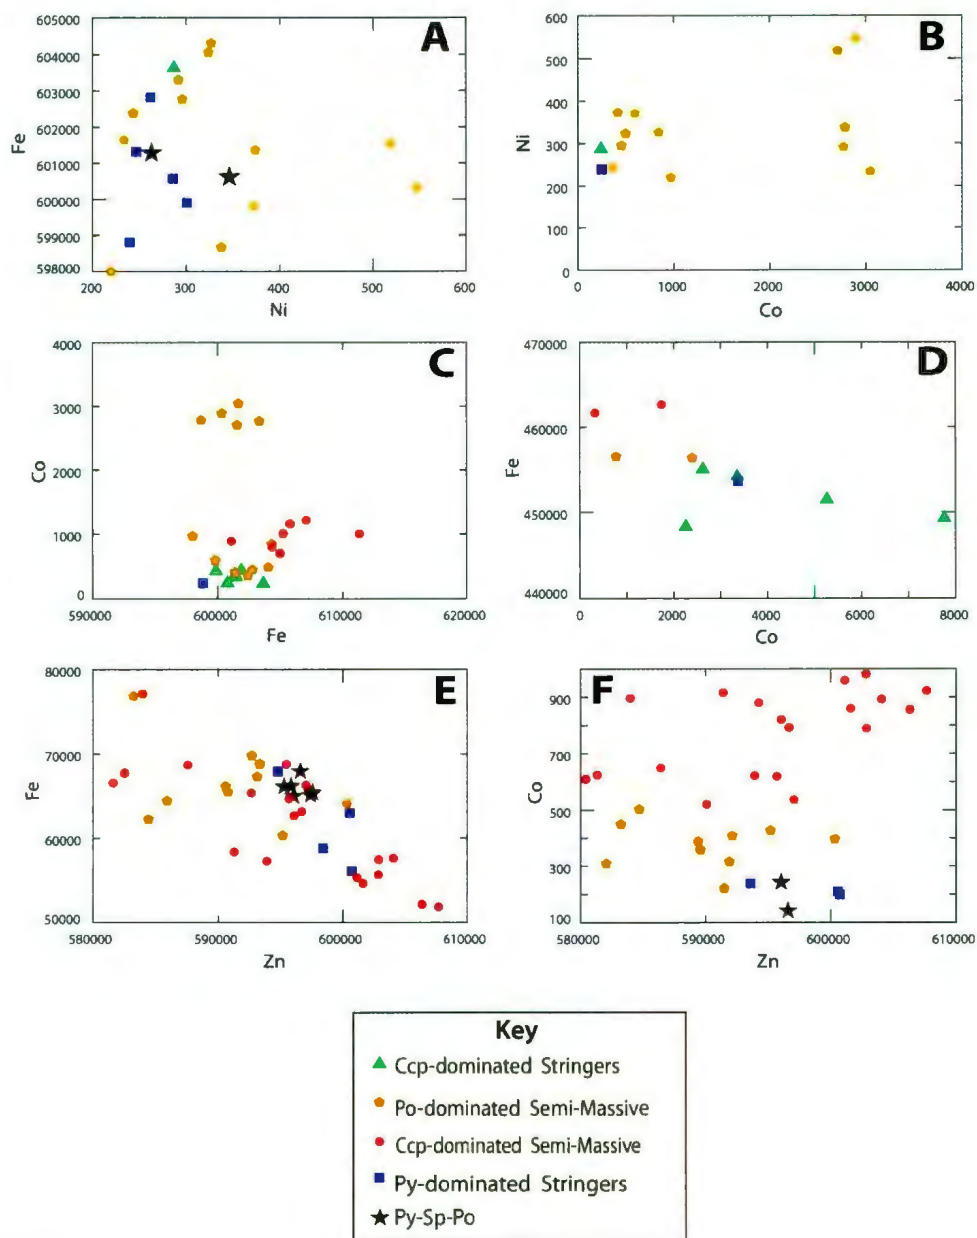 A
605000
604000
603000
602000
601000
600000
599000
598000
Fe
200 300 400 500 600
Ni
B
600
500
400
300
200
100
0
Ni
0 1000 2000 3000 4000
Co
C
4000
3000
2000
1000
0
Co
590000 600000 610000 620000
Fe
D
470000
460000
450000
440000
Fe
0 2000 4000 6000 8000
Co
E
80000
70000
60000
50000
Fe
580000 590000 600000 610000
Zn
F
900
700
500
300
100
Co
580000 590000 600000 610000
Zn
Key
Ccp-dominated Stringers
Po-dominated Semi-Massive
Ccp-dominated Semi-Massive
Py-dominated Stringers
Py-Sp-Po